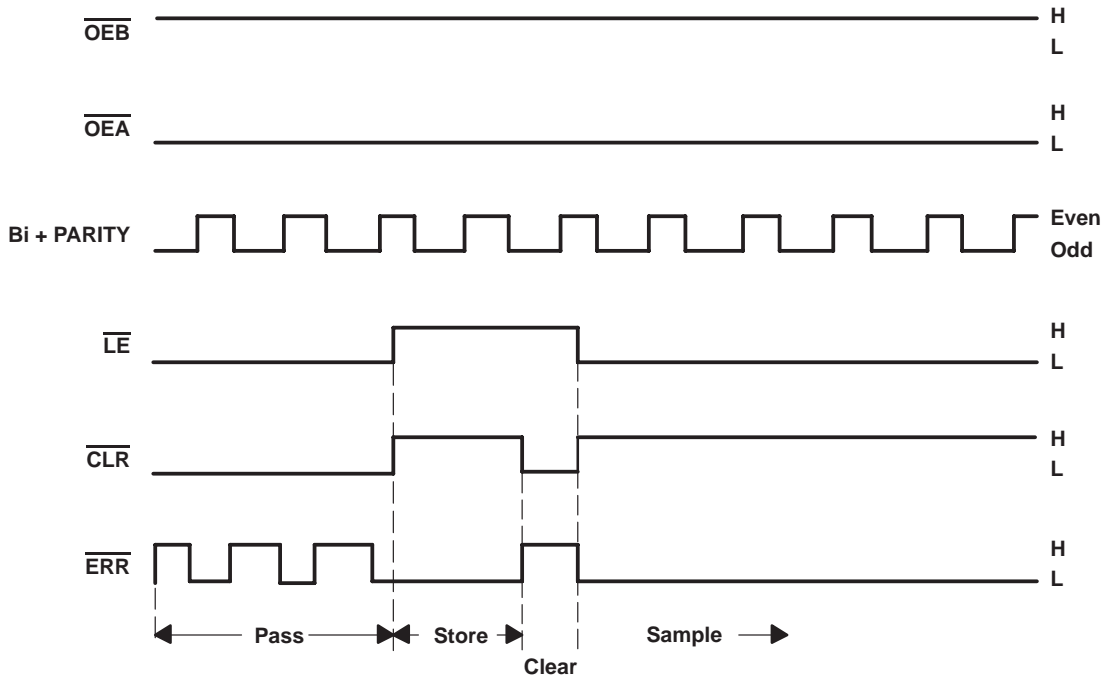 OEB
H
L
OEA
H
L
Bi + PARITY
Even
Odd
LE
H
L
CLR
H
L
ERR
H
L
Pass
Store
Sample
Clear